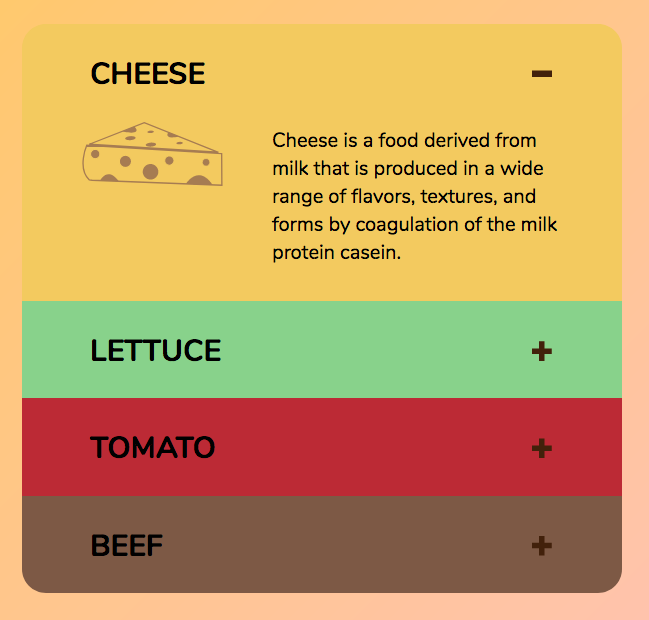 CHEESE
Cheese is a food derived from
milk that is produced in a wide
range of flavors, textures, and
forms by coagulation of the milk
protein casein.
LETTUCE
TOMATO
BEEF